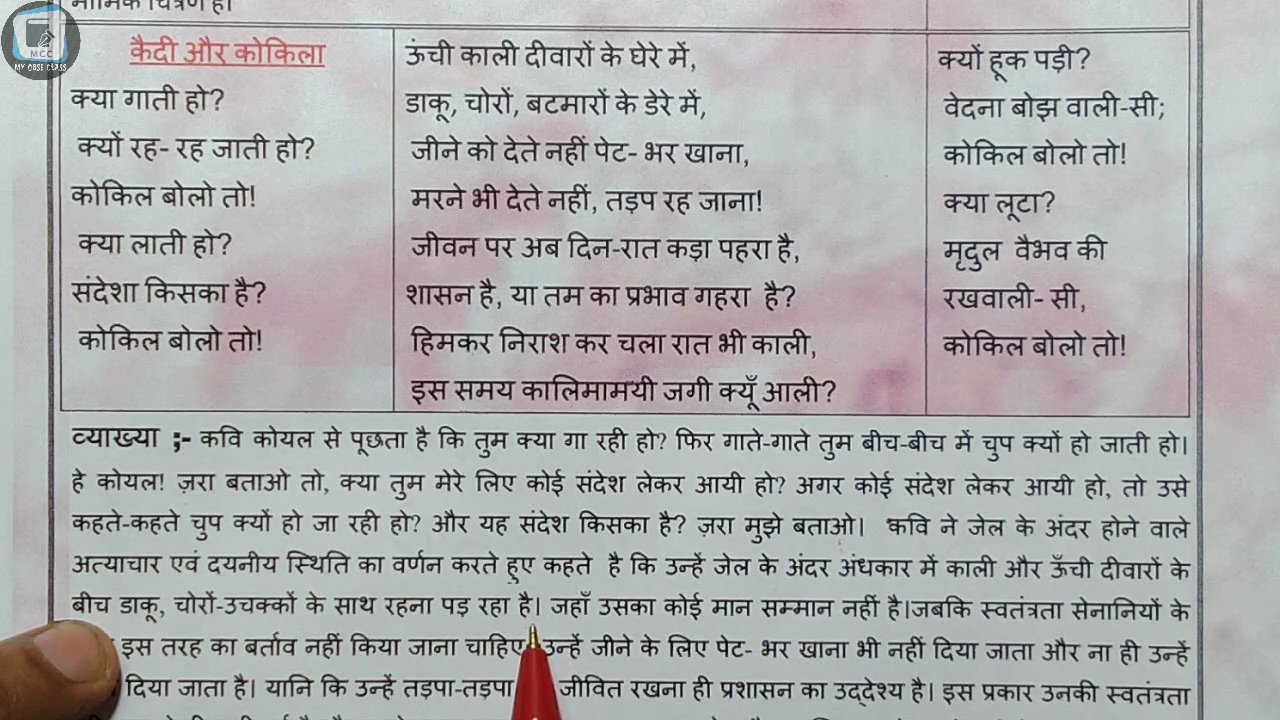 MCC
MY CBSE CLASS
मार्मिक चित्रण है।
कैदी और कोकिला
क्या गाती हो?
क्यों रह- रह जाती हो?
कोकिल बोलो तो!
क्या लाती हो?
संदेशा किसका है?
कोकिल बोलो तो!
ऊंची काली दीवारों के घेरे में,
डाकू, चोरों, बटमारों के डेरे में,
जीने को देते नहीं पेट- भर खाना,
मरने भी देते नहीं, तड़प रह जाना!
जीवन पर अब दिन-रात कड़ा पहरा है,
शासन है, या तम का प्रभाव गहरा है?
हिमकर निराश कर चला रात भी काली,
इस समय कालिमामयी जगी क्यूँ आली?
क्यों हूक पड़ी?
वेदना बोझ वाली-सी;
कोकिल बोलो तो!
क्या लूटा?
मृदुल वैभव की
रखवाली- सी,
कोकिल बोलो तो!
व्याख्या ;- कवि कोयल से पूछता है कि तुम क्या गा रही हो? फिर गाते-गाते तुम बीच-बीच में चुप क्यों हो जाती हो।
हे कोयल! ज़रा बताओ तो, क्या तुम मेरे लिए कोई संदेश लेकर आयी हो? अगर कोई संदेश लेकर आयी हो, तो उसे
कहते-कहते चुप क्यों हो जा रही हो? और यह संदेश किसका है? ज़रा मुझे बताओ। कवि ने जेल के अंदर होने वाले
अत्याचार एवं दयनीय स्थिति का वर्णन करते हुए कहते है कि उन्हें जेल के अंदर अंधकार में काली और ऊँची दीवारों के
बीच डाकू, चोरों-उचक्कों के साथ रहना पड़ रहा है। जहाँ उसका कोई मान सम्मान नहीं है।जबकि स्वतंत्रता सेनानियों के
इस तरह का बर्ताव नहीं किया जाना चाहिए उन्हें जीने के लिए पेट- भर खाना भी नहीं दिया जाता और ना ही उन्हें
दिया जाता है। यानि कि उन्हें तड़पा-तड़पा जीवित रखना ही प्रशासन का उद्देश्य है। इस प्रकार उनकी स्वतंत्रता